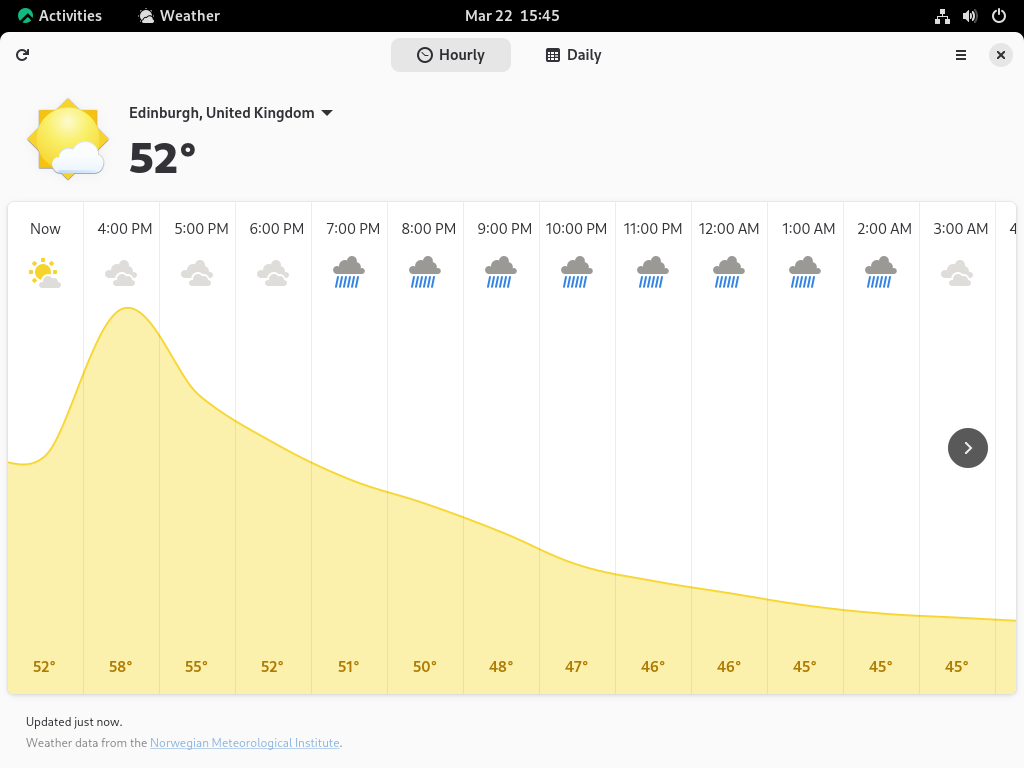 Activities Weather Mar 22 15:45
Hourly Daily
Edinburgh, United Kingdom
52°
Now 4:00 PM 5:00 PM 6:00 PM 7:00 PM 8:00 PM 9:00 PM 10:00 PM 11:00 PM 12:00 AM 1:00 AM 2:00 AM 3:00 AM 4
52° 58° 55° 52° 51° 50° 48° 47° 46° 46° 45° 45° 45°
Updated just now.
Weather data from the Norwegian Meteorological Institute.